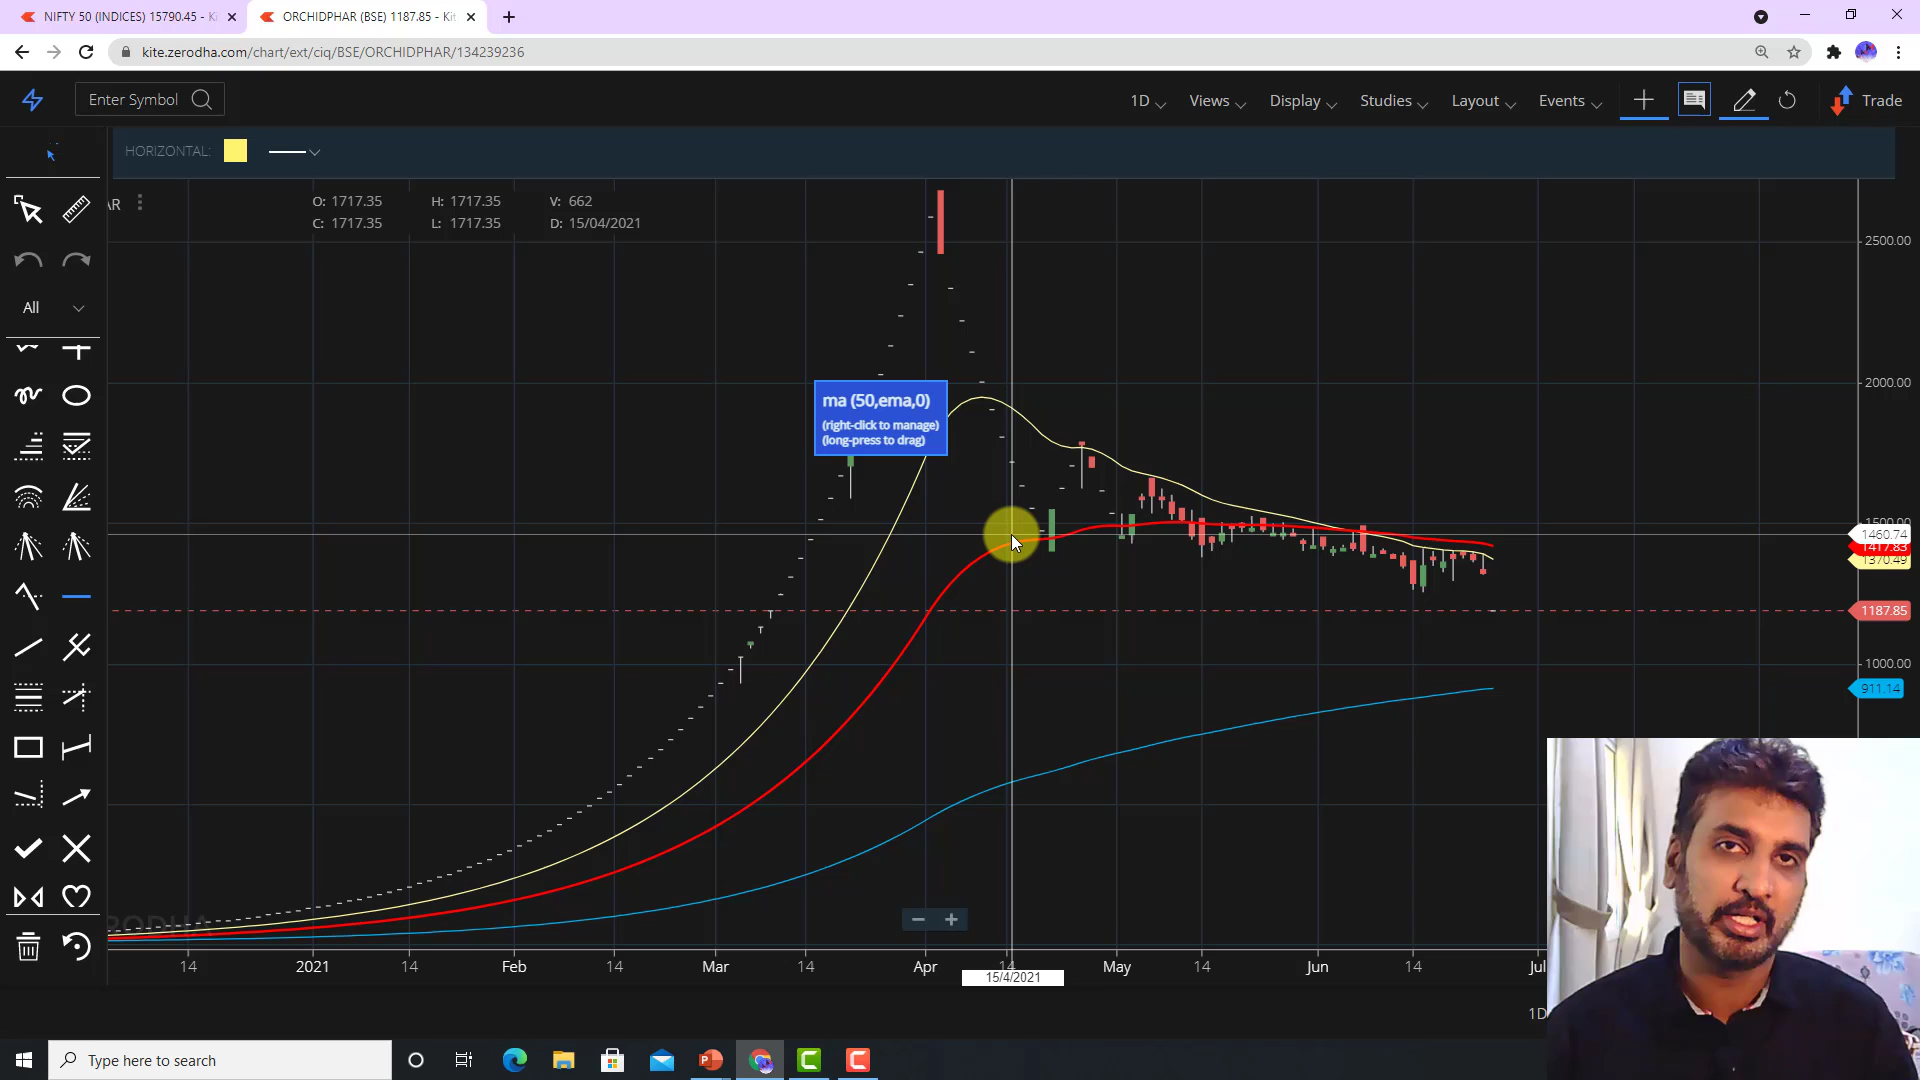 NIFTY 50 (INDICES) 15790.45 - Ki
ORCHIDPHAR (BSE) 1187.85 - Kit
kite.zerodha.com/chart/ext/ciq/BSE/ORCHIDPHAR/134239236
Enter Symbol
1D Views Display Studies Layout Events Trade
HORIZONTAL:
AR O: 1717.35 H: 1717.35 V: 662
C: 1717.35 L: 1717.35 D: 15/04/2021
2500.00
All
ma (50,ema,0)
(right-click to manage)
(long-press to drag)
2000.00
1500.00
1460.74
1417.83
1370.49
1187.85
1000.00
911.14
14 2021 14 Feb 14 Mar 14 Apr 14 May 14 Jun 14 Jul
15/4/2021
1D
Type here to search